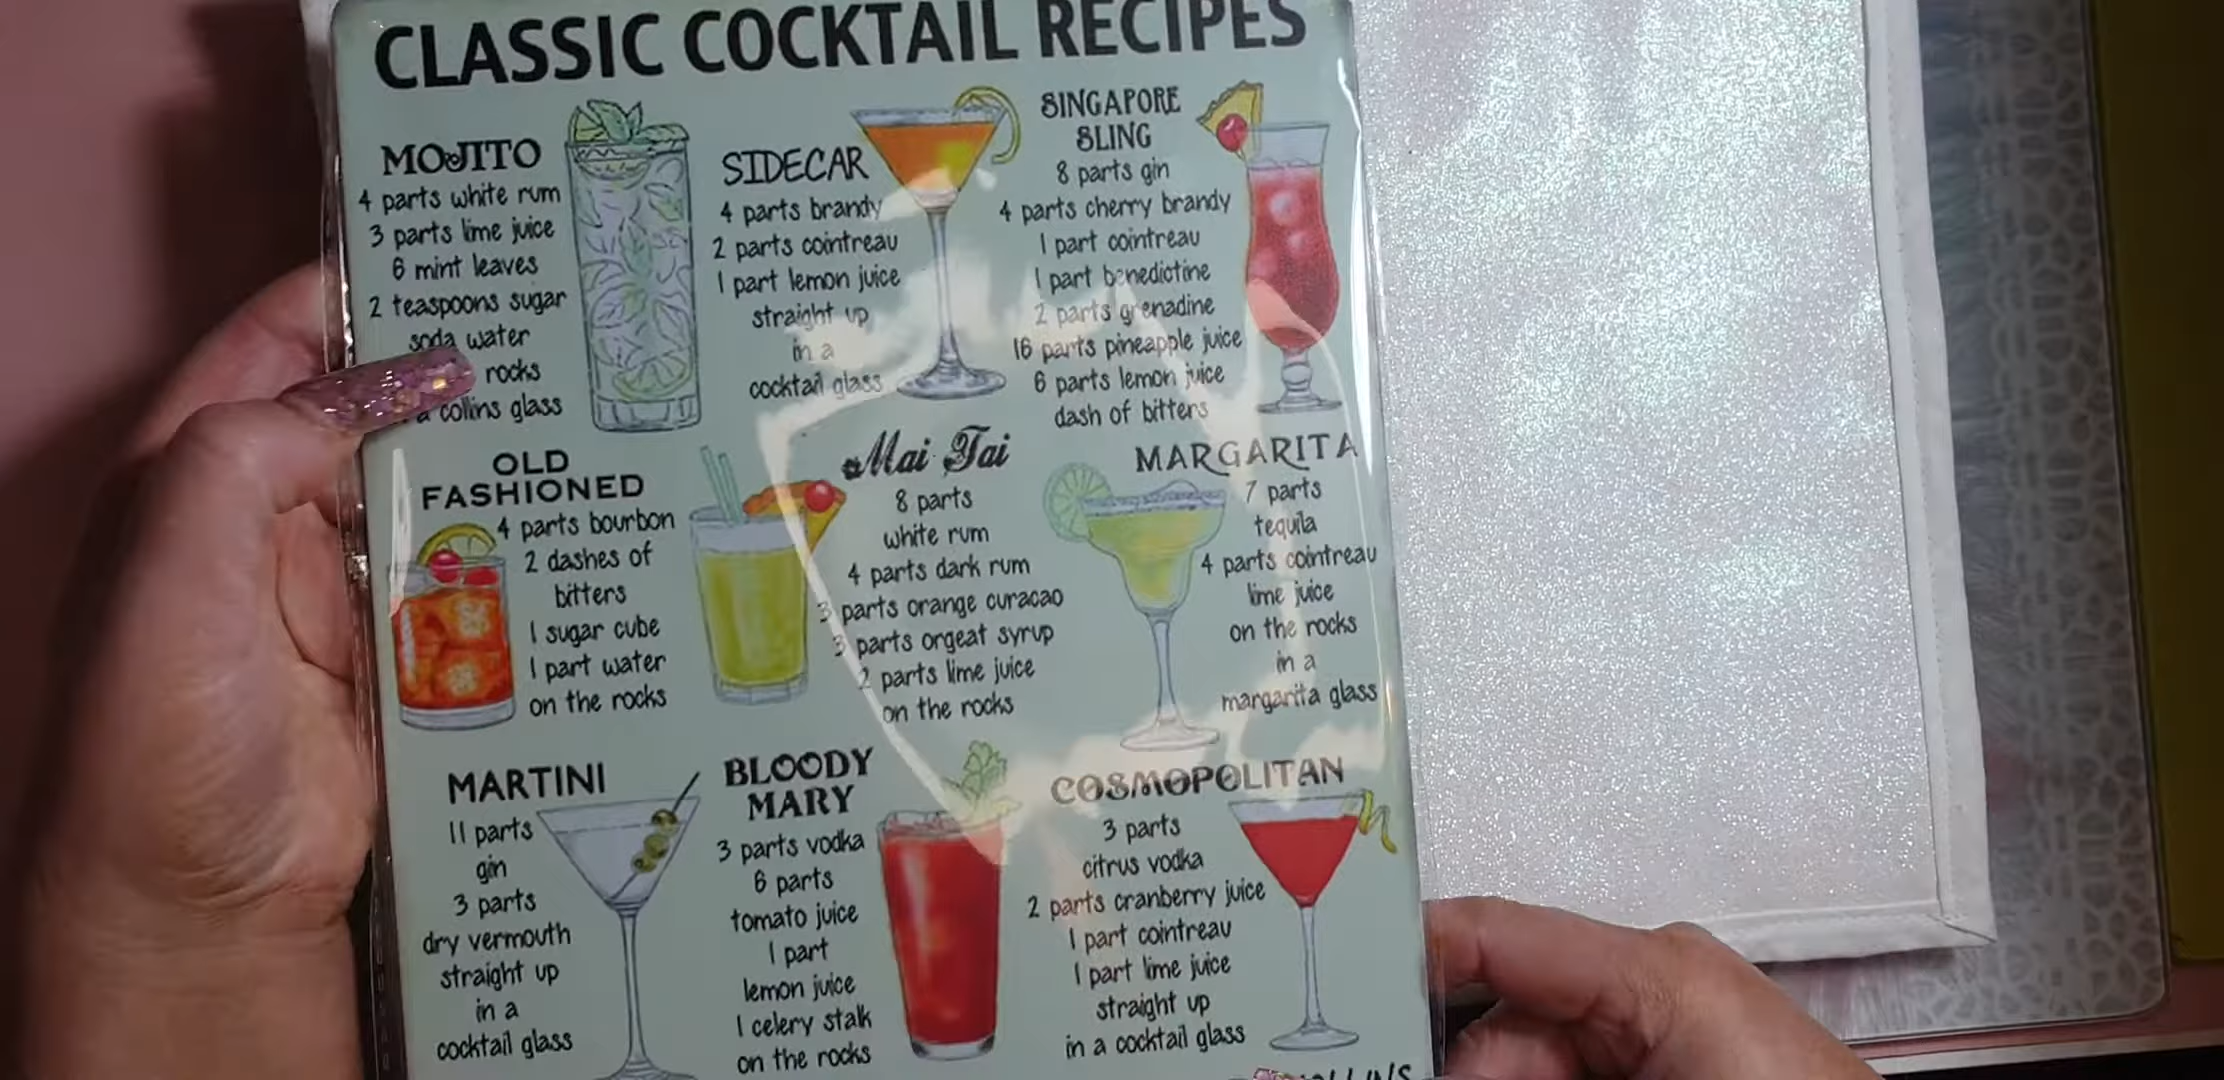 CLASSIC COCKTAIL RECIPES
MOJITO
4 parts white rum
3 parts lime juice
6 mint leaves
2 teaspoons sugar
soda water
rocks
a collins glass
SIDECAR
4 parts brandy
2 parts cointreau
1 part lemon juice
straight up
in a
cocktail glass
SINGAPORE
SLING
8 parts gin
4 parts cherry brandy
1 part cointreau
1 part benedictine
2 parts grenadine
16 parts pineapple juice
6 parts lemon juice
dash of bitters
OLD
FASHIONED
4 parts bourbon
2 dashes of
bitters
1 sugar cube
1 part water
on the rocks
Mai Tai
8 parts
white rum
4 parts dark rum
3 parts orange curacao
3 parts orgeat syrup
2 parts lime juice
on the rocks
MARGARITA
7 parts
tequila
4 parts cointreau
lime juice
on the rocks
in a
margarita glass
MARTINI
11 parts
gin
3 parts
dry vermouth
straight up
in a
cocktail glass
BLOODY
MARY
3 parts vodka
6 parts
tomato juice
1 part
lemon juice
1 celery stalk
on the rocks
COSMOPOLITAN
3 parts
citrus vodka
2 parts cranberry juice
1 part cointreau
1 part lime juice
straight up
in a cocktail glass